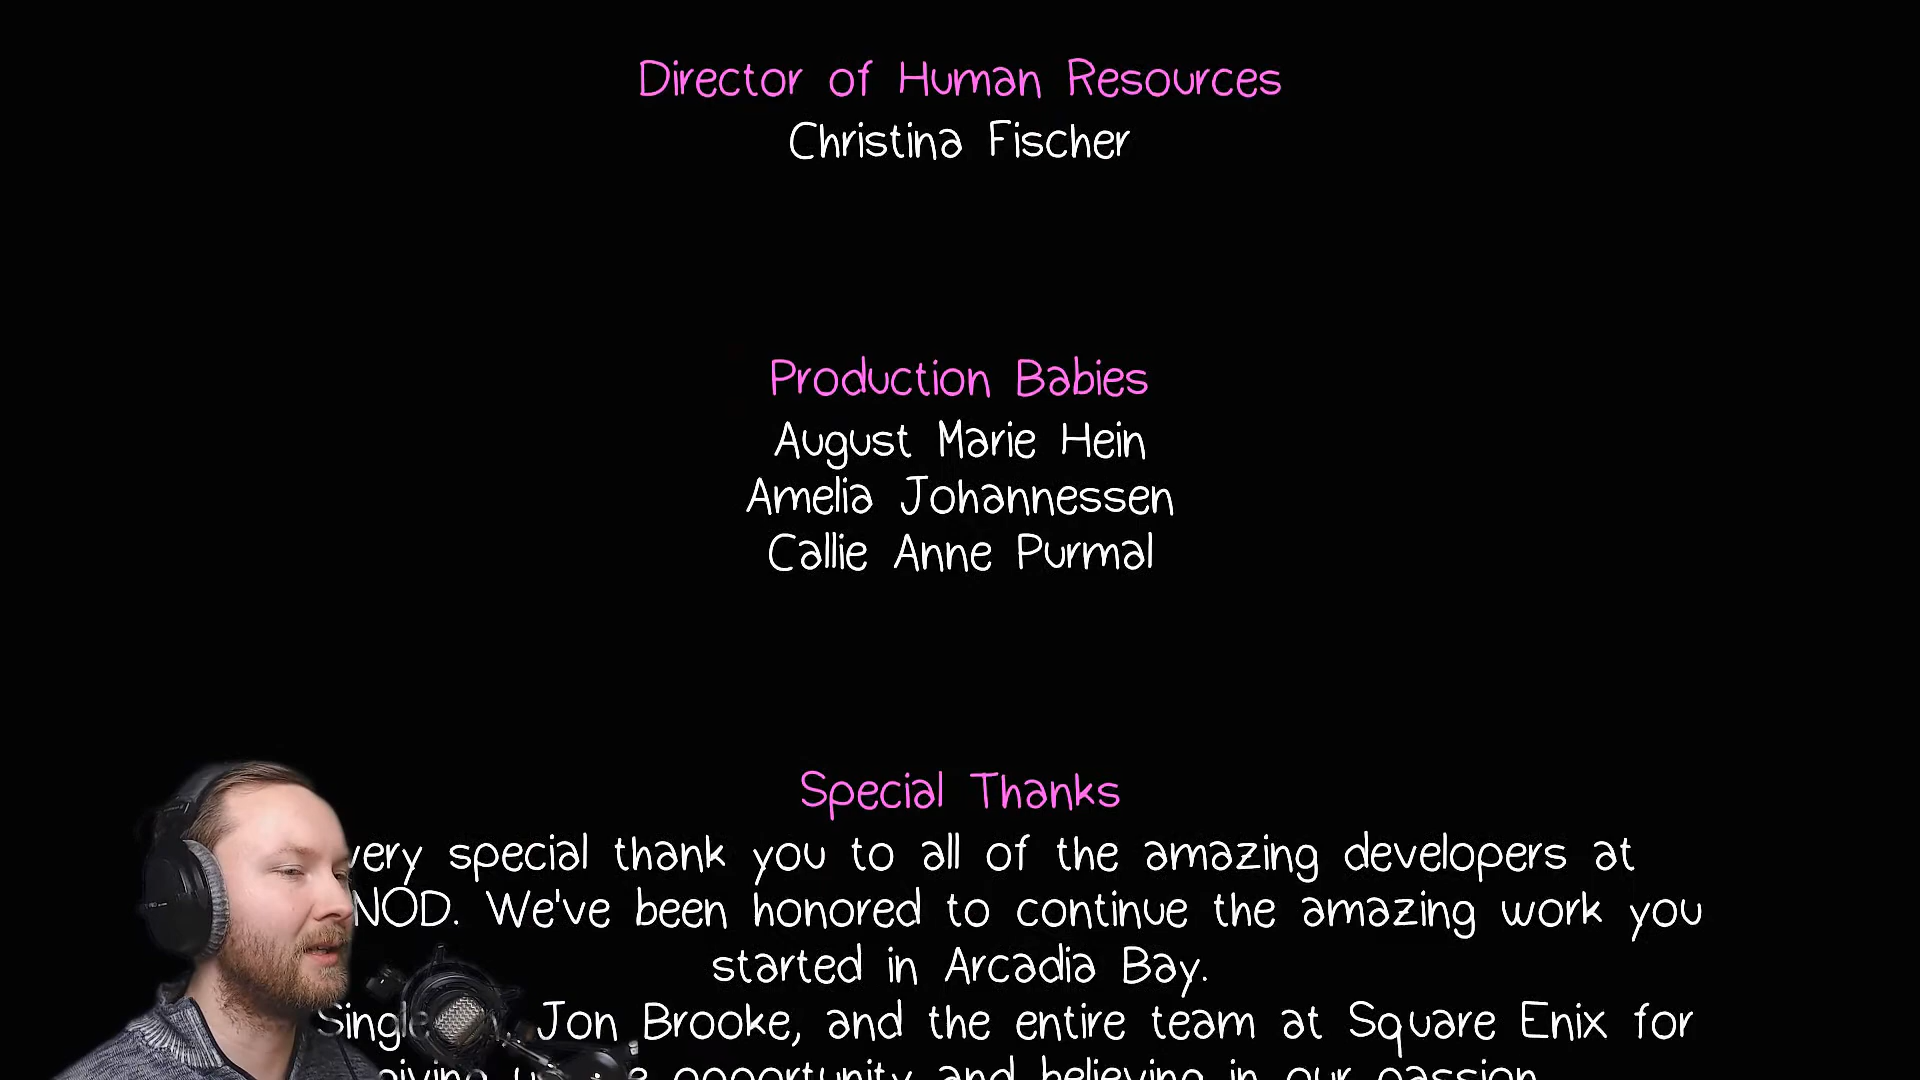 Director of Human Resources
Christina Fischer
Production Babies
August Marie Hein
Amelia Johannessen
Callie Anne Purmal
Special Thanks
very special thank you to all of the amazing developers at
NOD. We've been honored to continue the amazing work you
started in Arcadia Bay.
Jon Brooke, and the entire team at Square Enix for
giving opportunity and believing in our passion